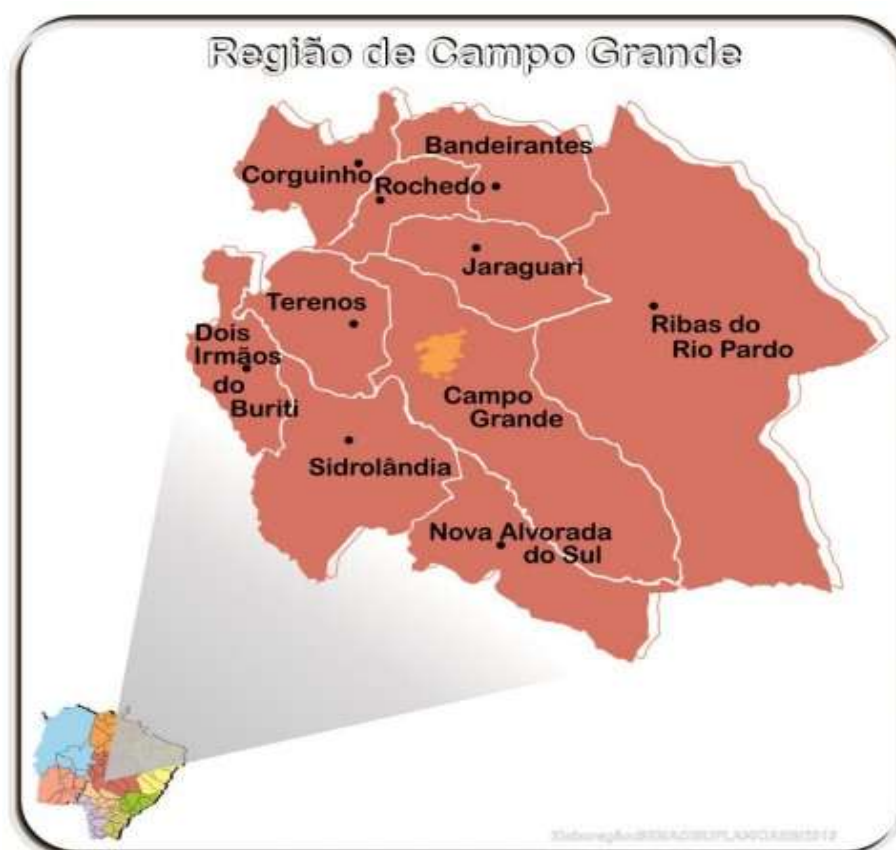 Região de Campo Grande
Bandeirantes
Corguinho
Rochedo
Jaraguari
Terenos
Ribas do
Rio Pardo
Dois
Irmãos
do
Buriti
Campo
Grande
Sidrolândia
Nova Alvorada
do Sul